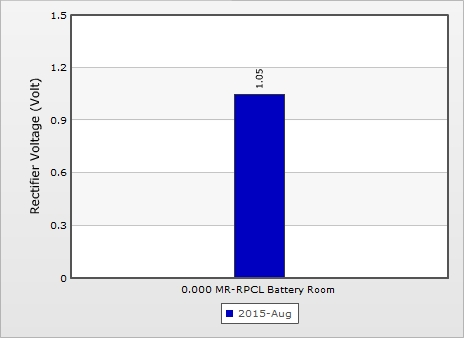 1.5
1.2
0.9
0.6
0.3
0
Rectifier Voltage (Volt)
1.05
0.000 MR-RPCL Battery Room
2015-Aug